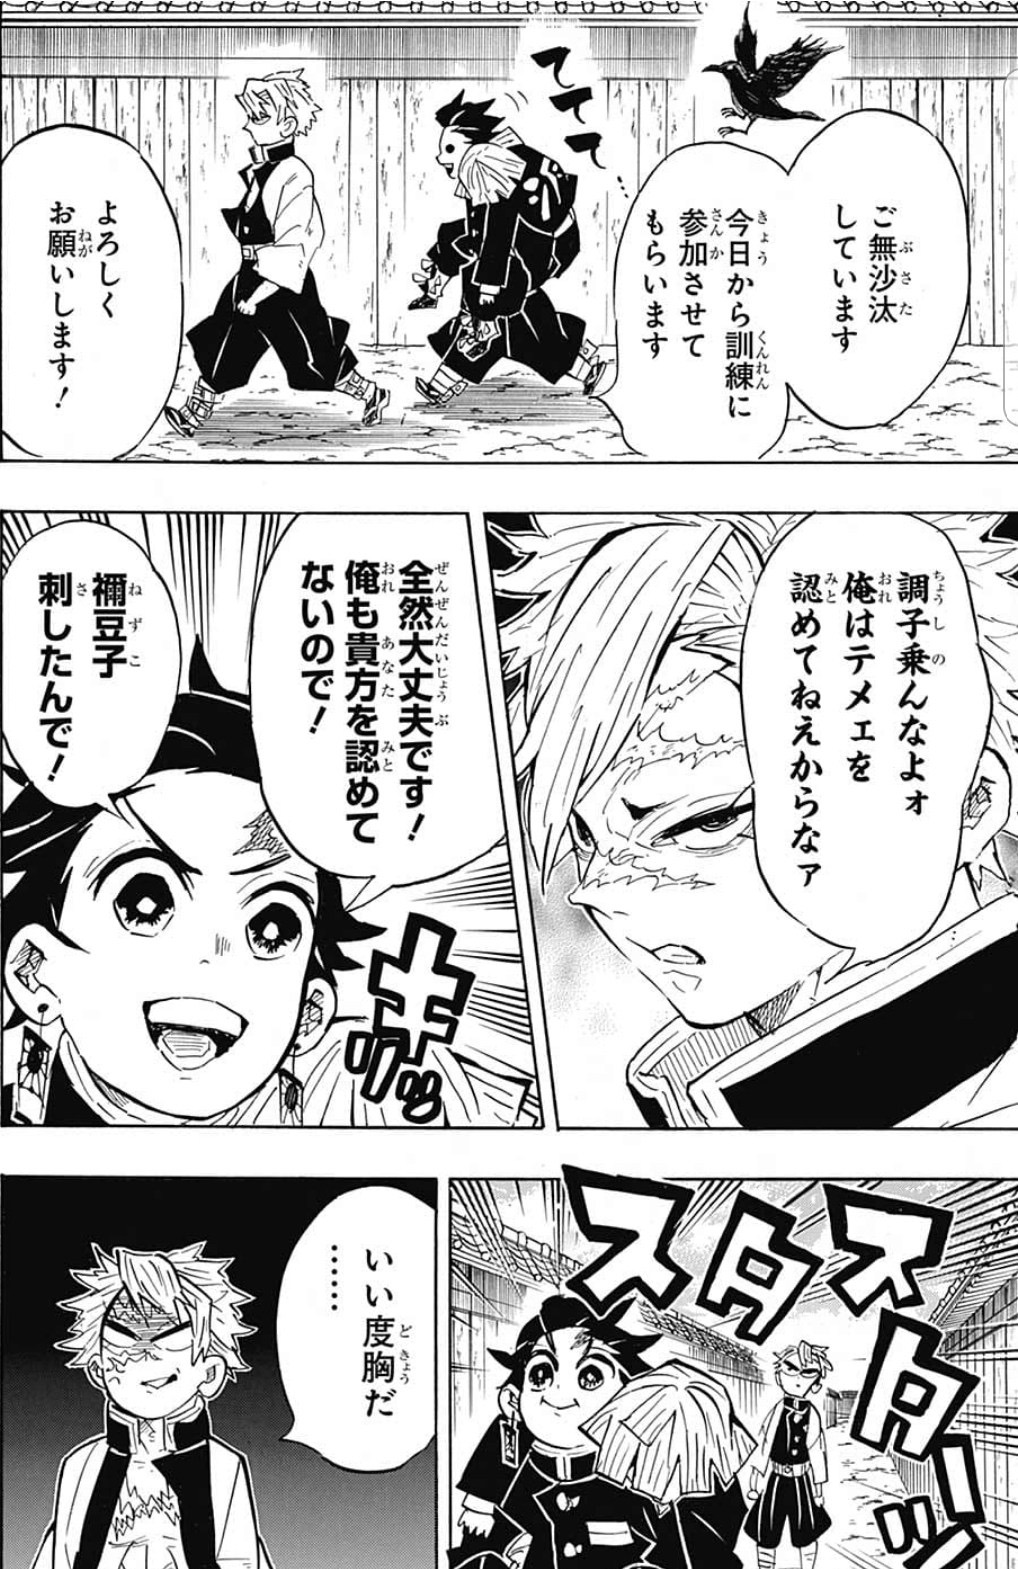 ご無沙汰
しています
今日から訓練に
参加させて
もらいます
てててて…
よろしく
お願いします！
調子乗んなよォ
俺はテメェを
認めてねえからなァ
全然大丈夫です！
俺も貴方を認めて
ないので！
禰豆子
刺したんで！
キリッ
スタスターッ
いい度胸だ
……